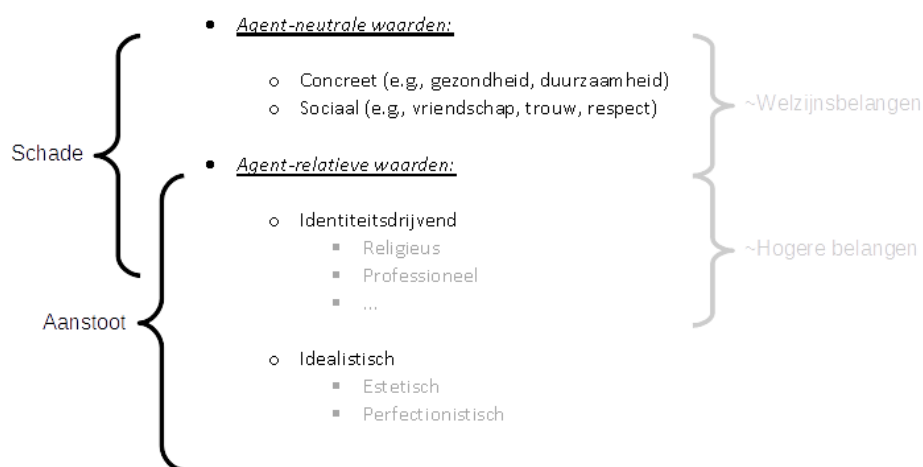 • Agent-neutrale waarden:
o Concreet (e.g., gezondheid, duurzaamheid)
o Sociaal (e.g., vriendschap, trouw, respect)
~Welzijnsbelangen
Schade
• Agent-relatieve waarden:
o Identiteitsdrijvend
▪ Religieus
▪ Professioneel
▪ ...
~Hogere belangen
Aanstoot
o Idealistisch
▪ Estetisch
▪ Perfectionistisch